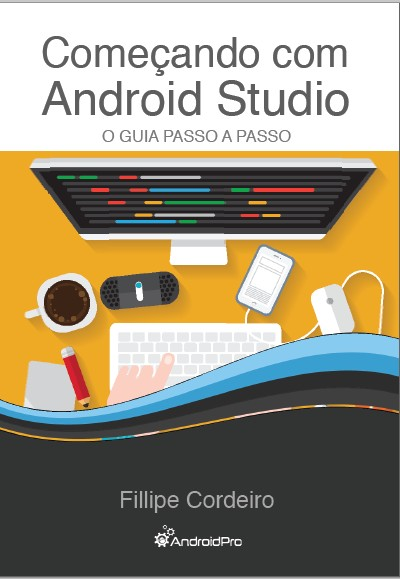 Começando com
Android Studio
O GUIA PASSO A PASSO
Fillipe Cordeiro
AndroidPro